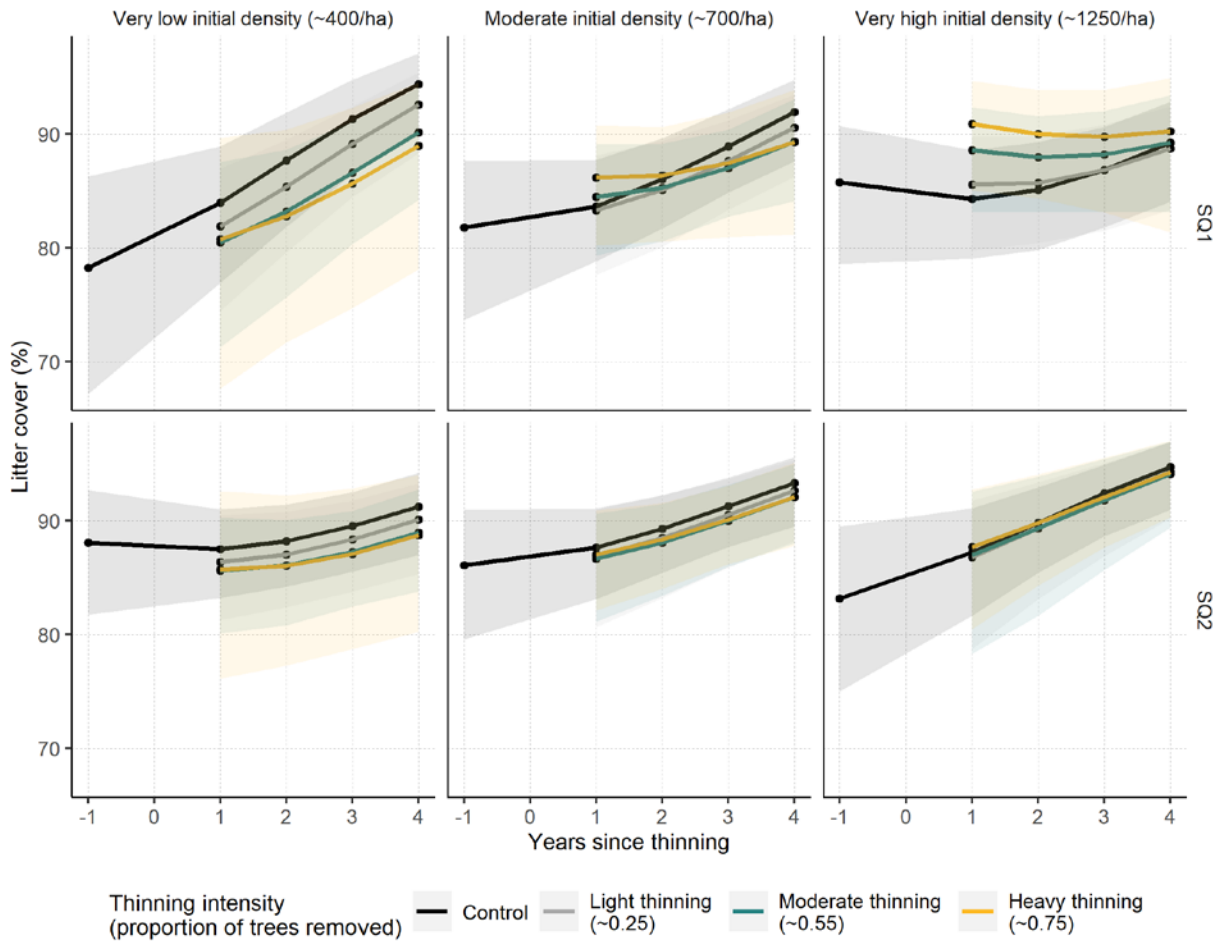 Very low initial density (~400/ha)
Moderate initial density (~700/ha)
Very high initial density (~1250/ha)
Litter cover (%)
90
80
70
SQ1
90
80
70
SQ2
-1 0 1 2 3 4
-1 0 1 2 3 4
-1 0 1 2 3 4
Years since thinning
Thinning intensity
(proportion of trees removed)
Control
Light thinning
(~0.25)
Moderate thinning
(~0.55)
Heavy thinning
(~0.75)